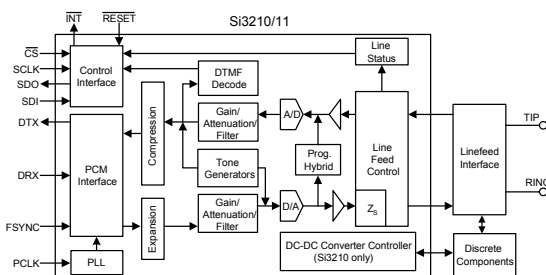 INT
RESET
Si3210/11
CS
SCLK
SDO
SDI
DTX
DRX
FSYNC
PCLK
Control
Interface
PCM
Interface
PLL
Compression
Expansion
DTMF
Decode
Gain/
Attenuation/
Filter
Tone
Generators
Gain/
Attenuation/
Filter
A/D
Prog.
Hybrid
D/A
Line
Status
Line
Feed
Control
ZS
DC-DC Converter Controller
(Si3210 only)
Linefeed
Interface
Discrete
Components
TIP
RING